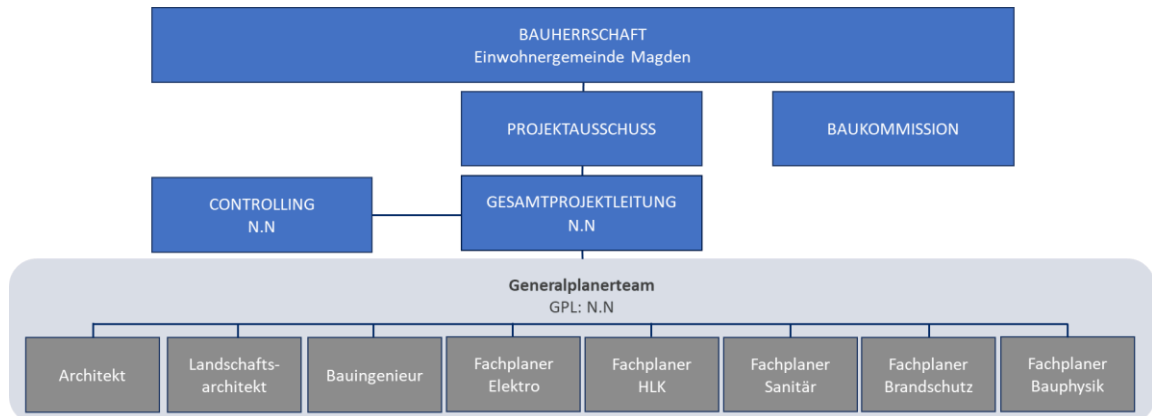 BAUHERRSCHAFT
Einwohnergemeinde Magden
PROJEKTAUSSCHUSS
BAUKOMMISSION
CONTROLLING
N.N
GESAMTPROJEKTLEITUNG
N.N
Generalplanerteam
GPL: N.N
Architekt
Landschafts-
architekt
Bauingenieur
Fachplaner
Elektro
Fachplaner
HLK
Fachplaner
Sanitär
Fachplaner
Brandschutz
Fachplaner
Bauphysik